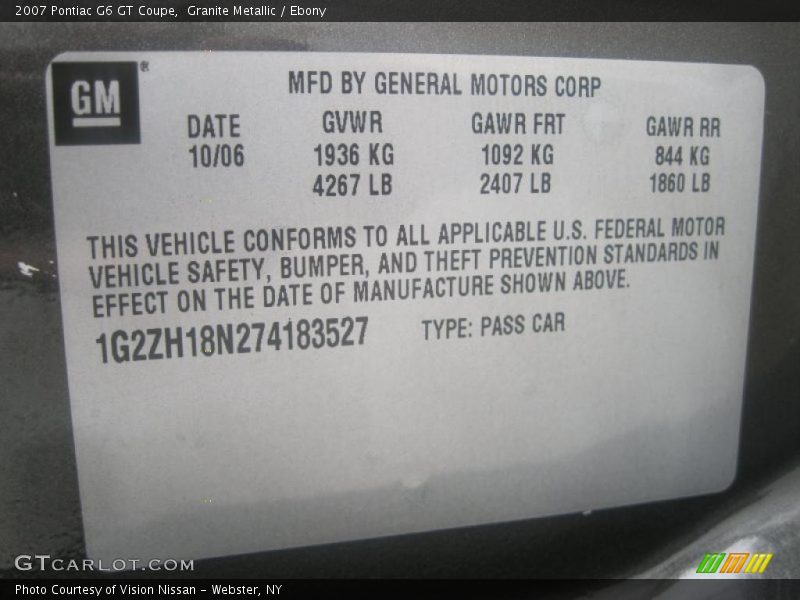 2007 Pontiac G6 GT Coupe,  Granite Metallic / Ebony
GM®
MFD BY GENERAL MOTORS CORP
DATE GVWR GAWR FRT GAWR RR
10/06 1936 KG 1092 KG 844 KG
4267 LB 2407 LB 1860 LB
THIS VEHICLE CONFORMS TO ALL APPLICABLE U.S. FEDERAL MOTOR
VEHICLE SAFETY, BUMPER, AND THEFT PREVENTION STANDARDS IN
EFFECT ON THE DATE OF MANUFACTURE SHOWN ABOVE.
1G2ZH18N274183527 TYPE: PASS CAR
GTCARLOT.COM
Photo Courtesy of Vision Nissan - Webster, NY